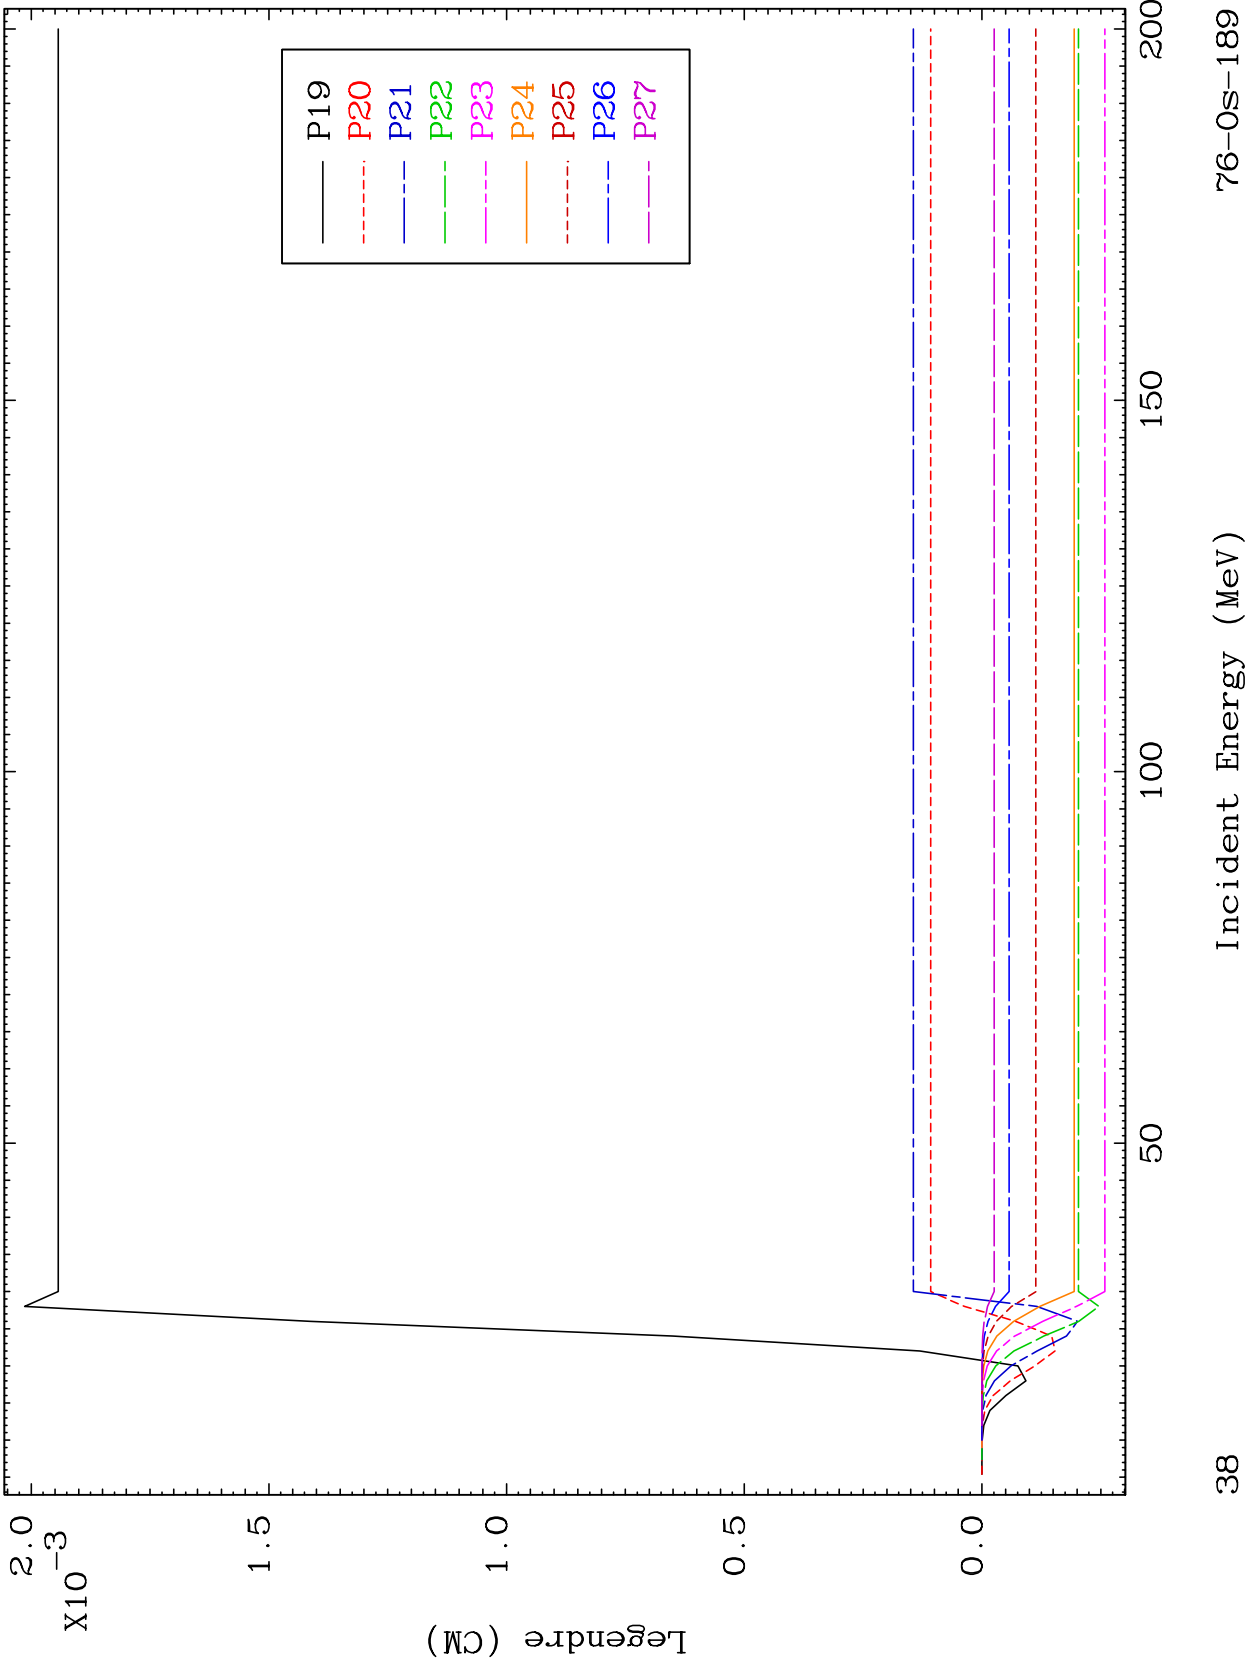 2.0
X10-3
1.5
1.0
0.5
0.0
Legendre (CM)
P19
P20
P21
P22
P23
P24
P25
P26
P27
50
100
150
200
Incident Energy (MeV)
38
76-Os-189